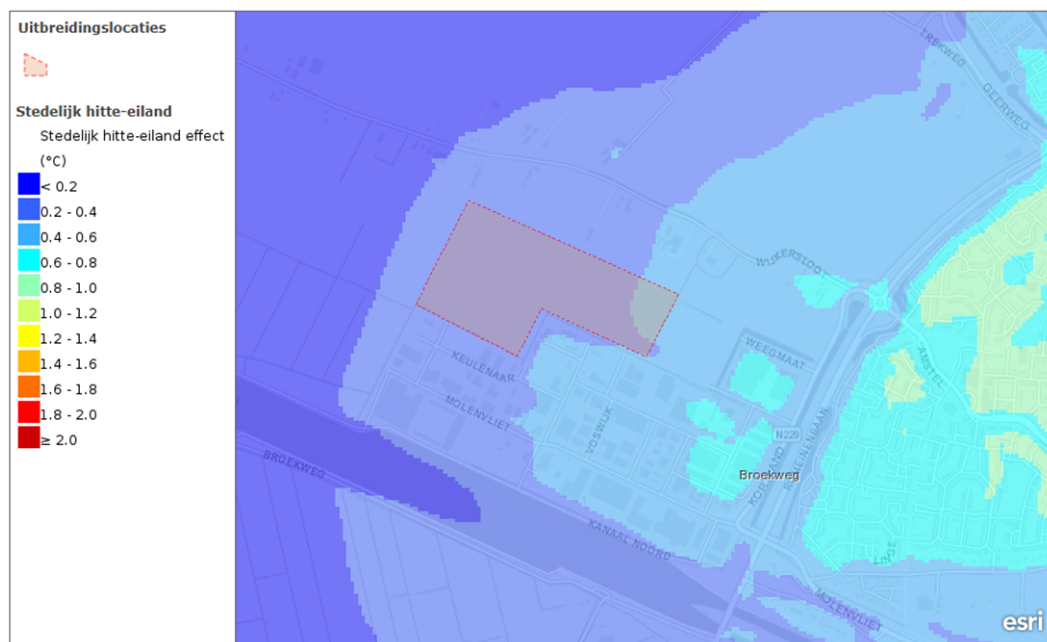 Uitbreidingslocaties
Stedelijk hitte-eiland
Stedelijk hitte-eiland effect
(°C)
< 0.2
0.2 - 0.4
0.4 - 0.6
0.6 - 0.8
0.8 - 1.0
1.0 - 1.2
1.2 - 1.4
1.4 - 1.6
1.6 - 1.8
1.8 - 2.0
≥ 2.0
TREKWEG
GEERWEG
WIJKERSLOOT
WEEGMAAT
AMSTEL
KEULENAAR
MOLENVLIET
VOSWIJK
N229
BROEKWEG
Broekweg
KANAAL NOORD
LINGE
MOLENVLIET
esri